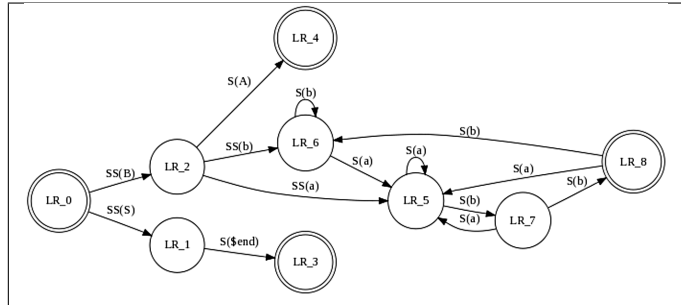 LR_4
S(A)
S(b)
LR_6
S(b)
SS(b)
SS(B)
LR_2
S(a)
S(a)
S(a)
LR_8
SS(a)
S(b)
LR_0
LR_5
S(b)
S(a)
LR_7
SS(S)
LR_1
S($end)
LR_3